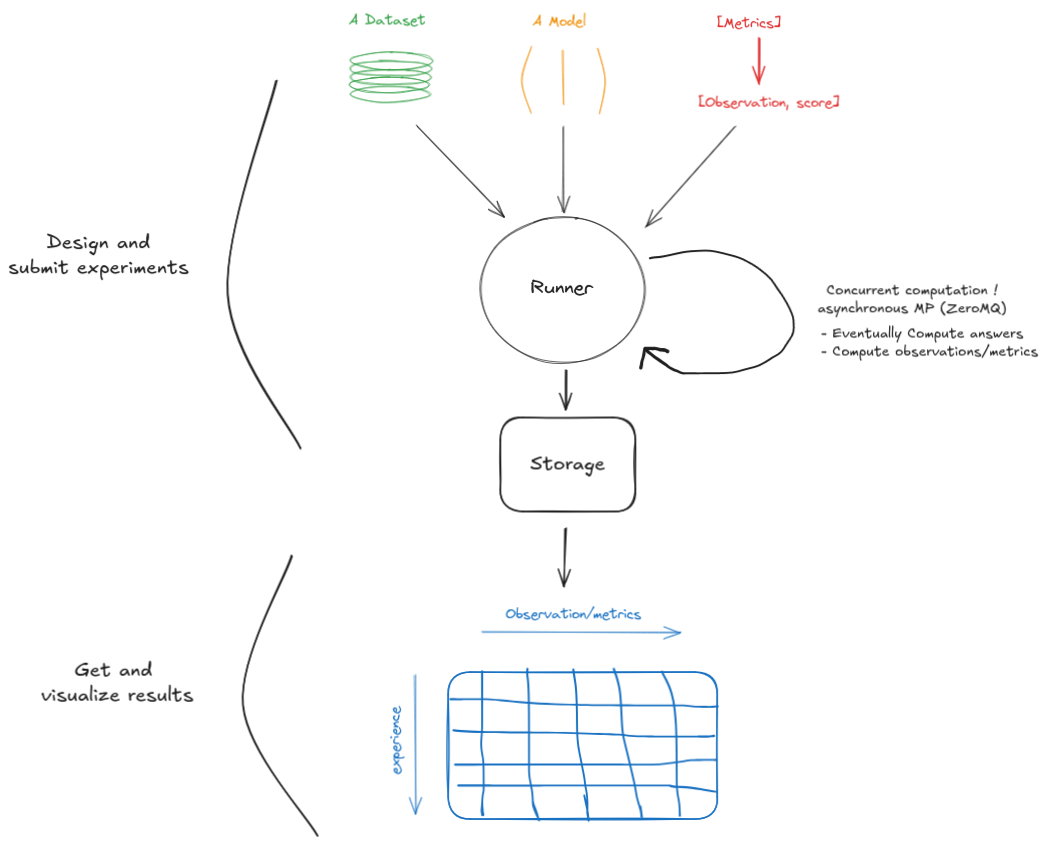 A Dataset
A Model
[Metrics]
[Observation, score]
Design and
submit experiments
Runner
Concurrent computation !
asynchronous MP (ZeroMQ)
- Eventually Compute answers
- Compute observations/metrics
Storage
Observation/metrics
Get and
visualize results
experience